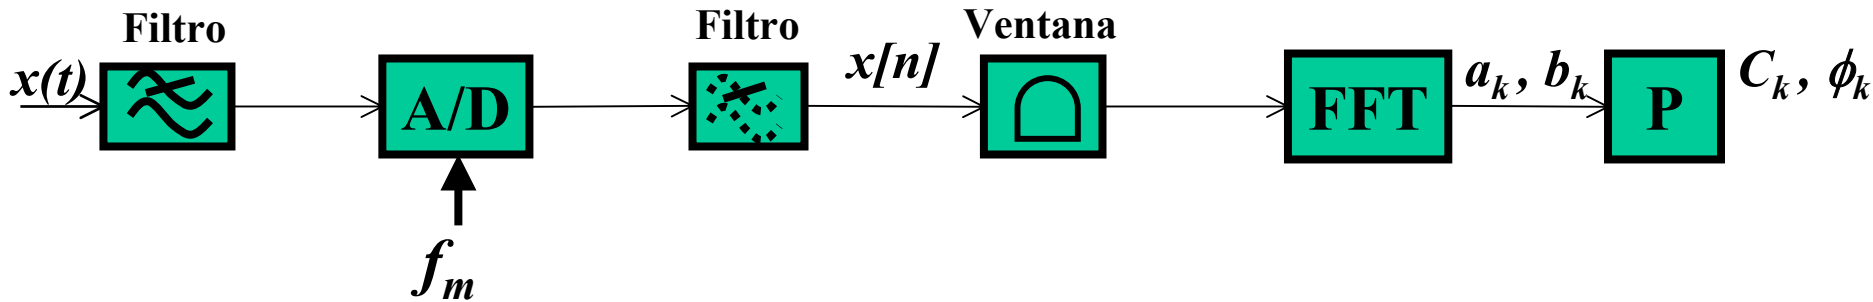 Filtro
Filtro
Ventana
x(t)
A/D
x[n]
FFT
a_k, b_k
P
C_k, ϕ_k
f_m